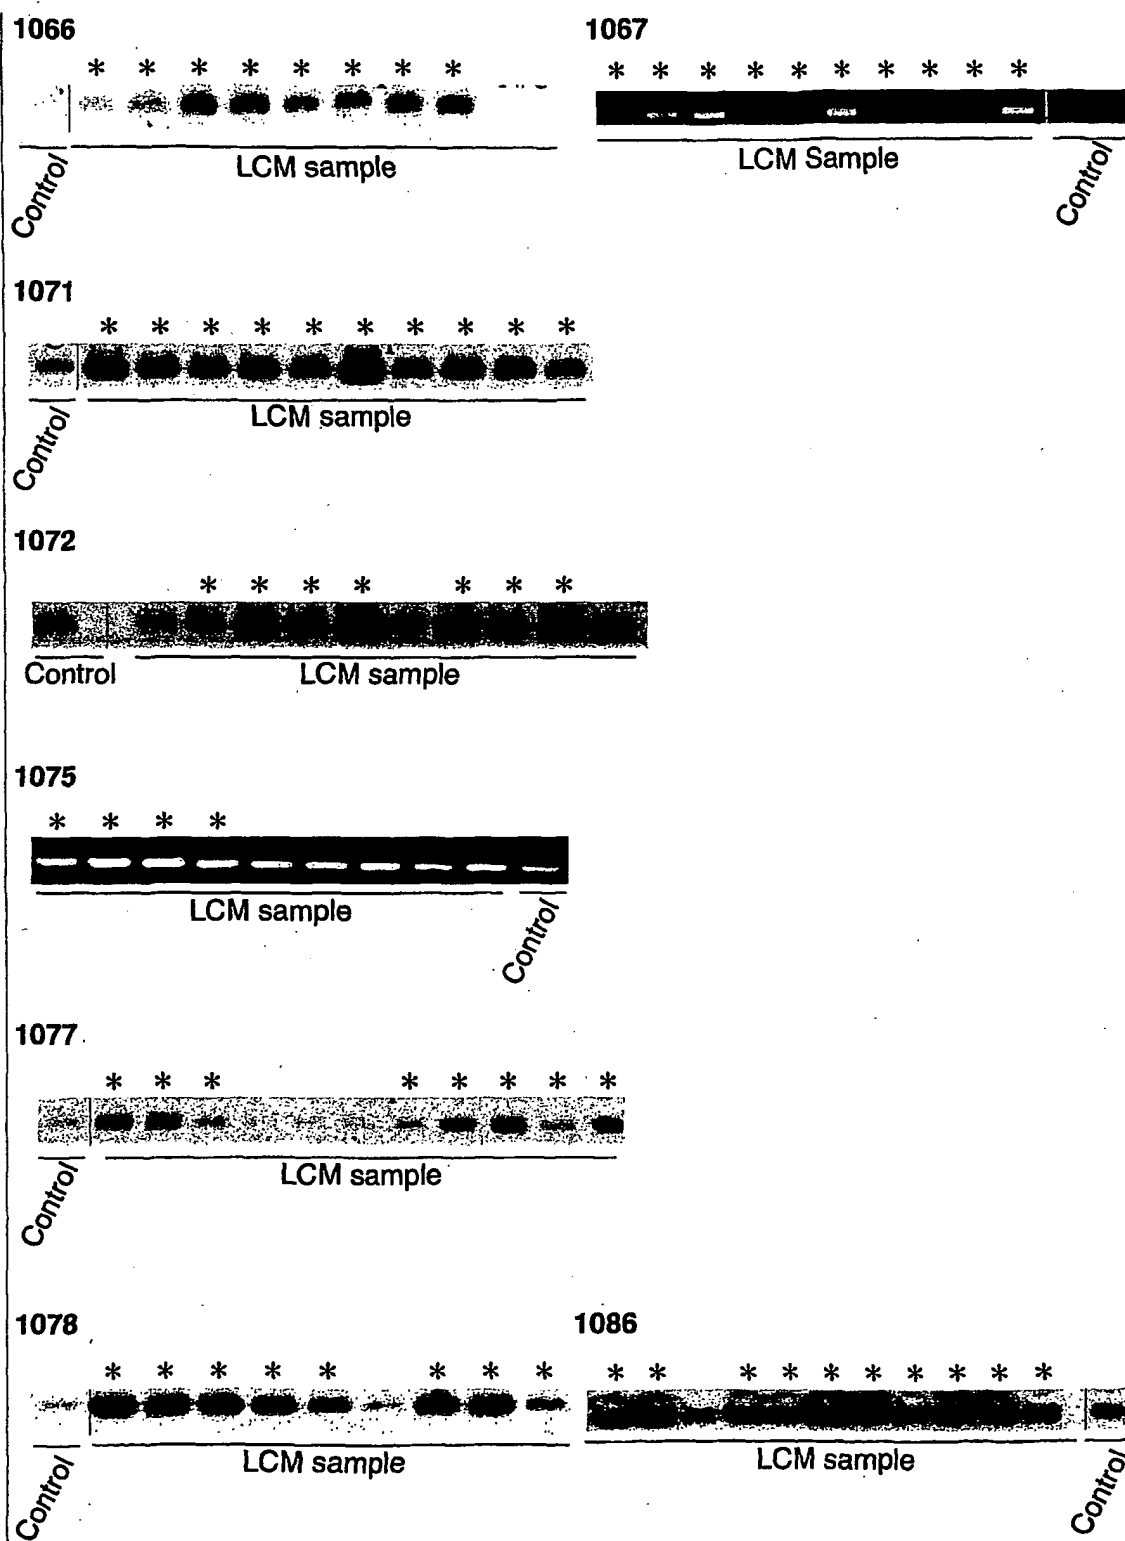 1066 1067
* * * * * * * * * * * * * * * * * *
LCM sample LCM Sample
Control Control
1071
* * * * * * * * * *
LCM sample
Control
1072
* * * * * * *
Control LCM sample
1075
* * * *
LCM sample
Control
1077
* * * * * * * *
LCM sample
Control
1078 1086
* * * * * * * * * * * * * * * * * *
LCM sample LCM sample
Control Control